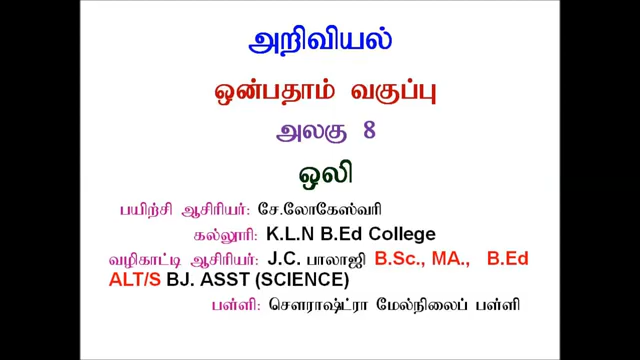 அறிவியல்
ஒன்பதாம் வகுப்பு
அலகு 8
ஒலி
பயிற்சி ஆசிரியர்: சே.லோகேஸ்வரி
கல்லூரி: K.L.N B.Ed College
வழிகாட்டி ஆசிரியர்: J.C. பாலாஜி B.Sc., MA., B.Ed
ALT/S BJ. ASST (SCIENCE)
பள்ளி: சௌராஷ்ட்ரா மேல்நிலைப் பள்ளி